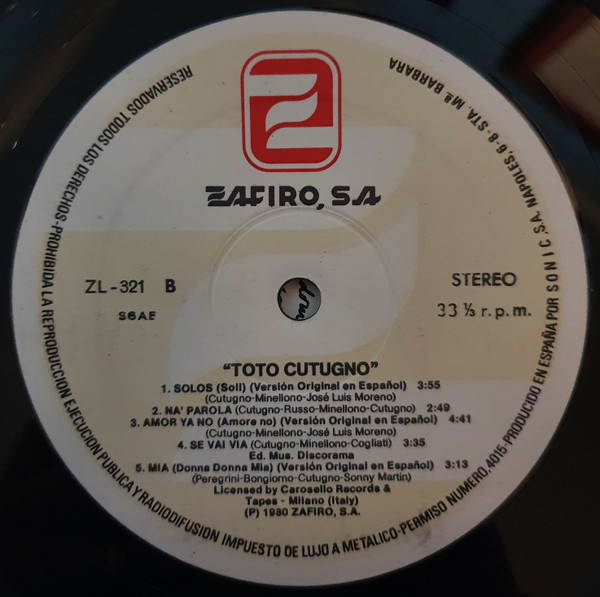 ZAFIRO, S.A.
ZL-321 B
SGAE
STEREO
33 ⅓ r.p.m.
“TOTO CUTUGNO”
1. SOLOS (Soli) (Versión Original en Español) 3:55
(Cutugno-Minellono-José Luis Moreno)
2. NA' PAROLA (Cutugno-Russo-Minellono-Cutugno) 2:49
3. AMOR YA NO (Amore no) (Versión Original en Español) 4:41
(Cutugno-Minellono-José Luis Moreno)
4. SE VAI VIA (Cutugno-Minellono-Cogliati) 3:35
Ed. Mus. Discorama
5. MIA (Donna Donna Mia) (Versión Original en Español) 3:13
(Peregrini-Bongiorno-Cutugno-Sonny Martin)
Licensed by Carosello Records &
Tapes - Milano (Italy)
(P) 1980 ZAFIRO, S.A.
RESERVADOS TODOS LOS DERECHOS-PROHIBIDA LA REPRODUCCION EJECUCION PUBLICA Y RADIODIFUSION IMPUESTO DE LUJO A METALICO-PERMISO NUMERO, 4015-PRODUCIDO EN ESPAÑA POR SONIC S.A. NAPOLES, 6-8-STA. Mª BARBARA